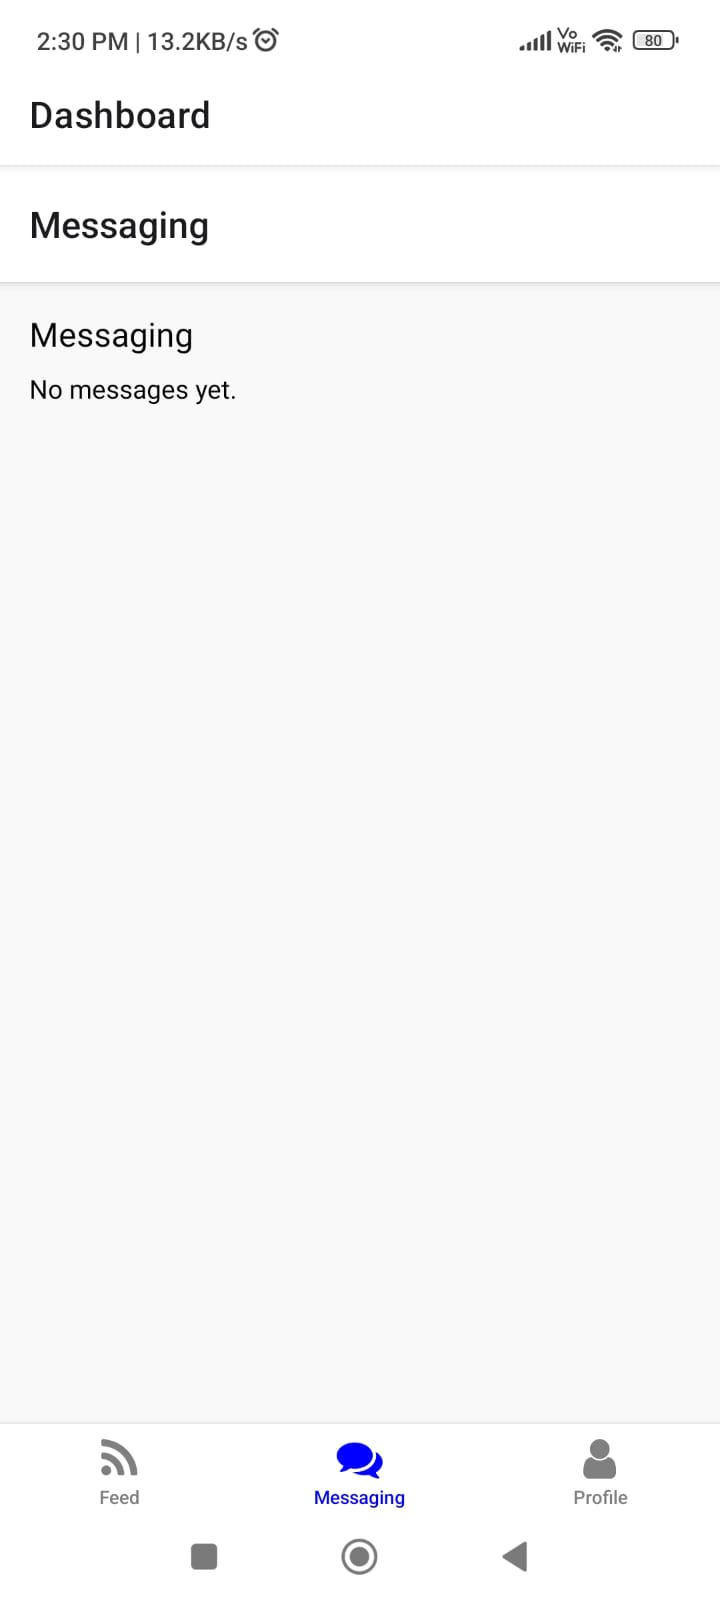 2:30 PM | 13.2KB/s Vo WiFi 80
Dashboard
Messaging
Messaging
No messages yet.
Feed Messaging Profile